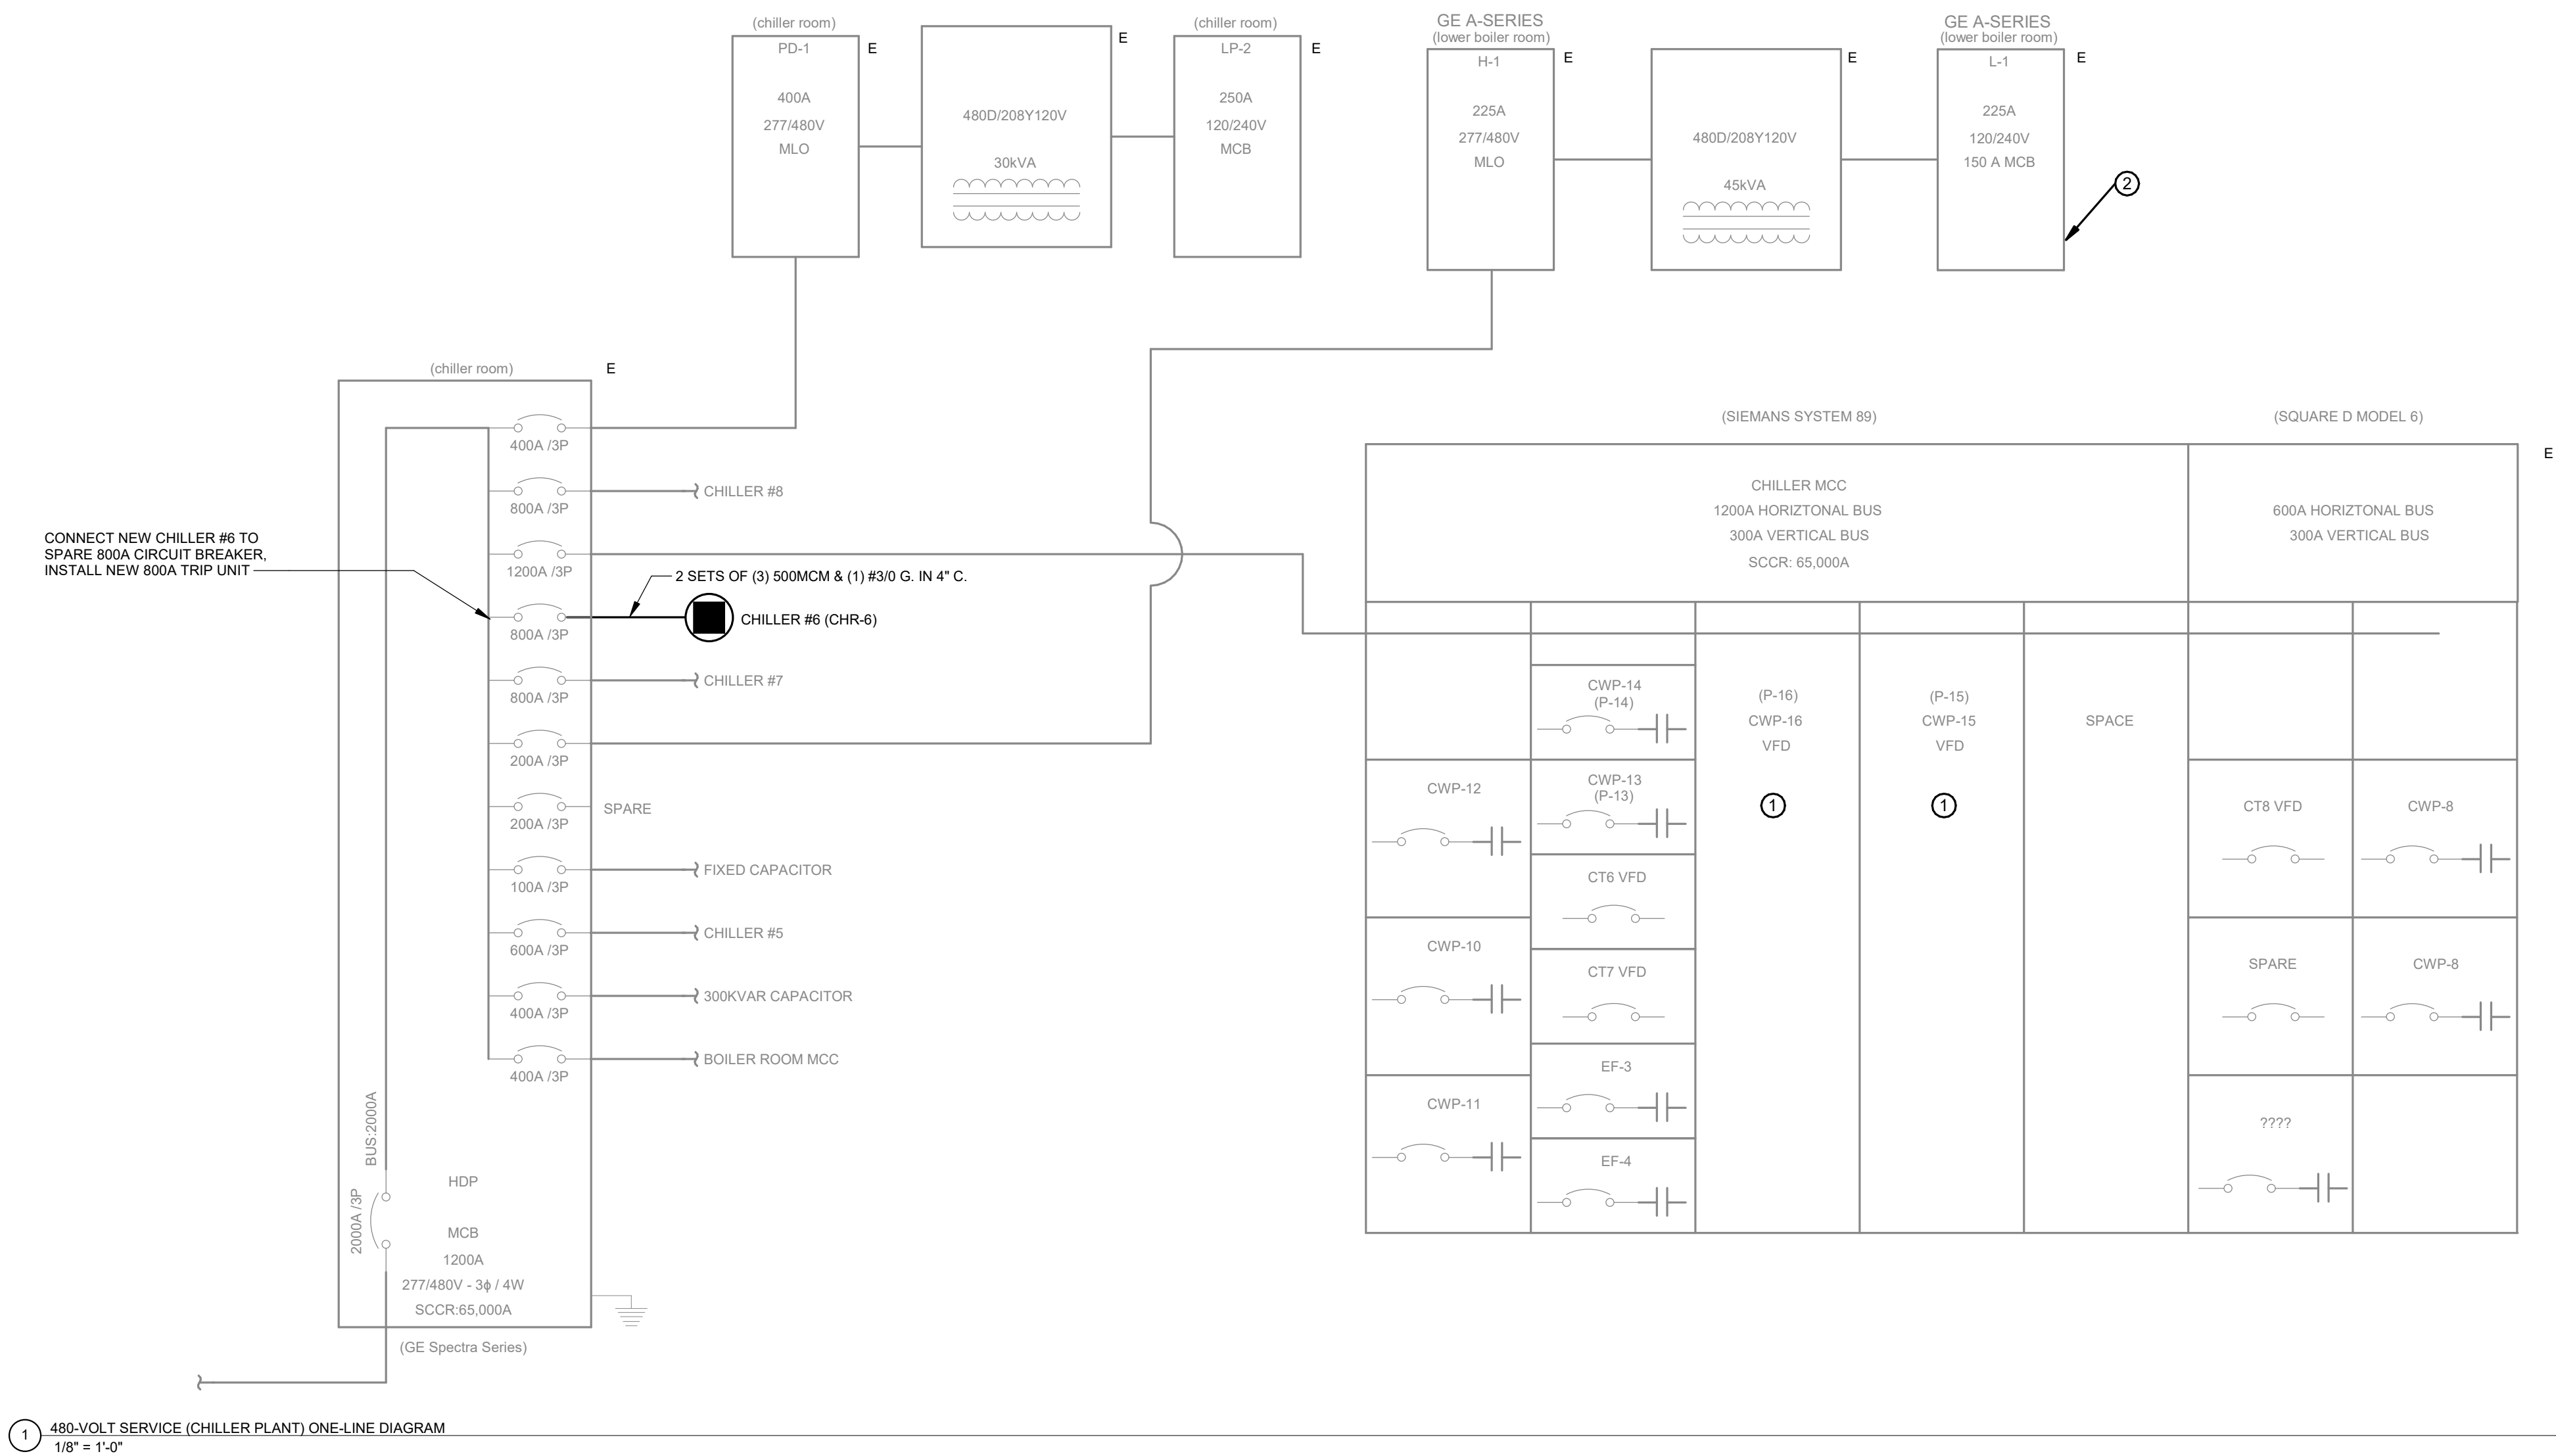 (chiller room)
PD-1
E
400A
277/480V
MLO
480D/208Y120V
30kVA
E
(chiller room)
LP-2
E
250A
120/240V
MCB
GE A-SERIES
(lower boiler room)
H-1
E
225A
277/480V
MLO
480D/208Y120V
45kVA
E
GE A-SERIES
(lower boiler room)
L-1
E
225A
120/240V
150 A MCB
2
(chiller room)
E
400A /3P
800A /3P
CHILLER #8
1200A /3P
CONNECT NEW CHILLER #6 TO
SPARE 800A CIRCUIT BREAKER,
INSTALL NEW 800A TRIP UNIT
2 SETS OF (3) 500MCM & (1) #3/0 G. IN 4" C.
CHILLER #6 (CHR-6)
800A /3P
800A /3P
CHILLER #7
200A /3P
200A /3P
SPARE
100A /3P
FIXED CAPACITOR
600A /3P
CHILLER #5
400A /3P
300KVAR CAPACITOR
400A /3P
BOILER ROOM MCC
BUS:2000A
2000A /3P
HDP
MCB
1200A
277/480V - 3ϕ / 4W
SCCR:65,000A
(GE Spectra Series)
(SIEMANS SYSTEM 89)
(SQUARE D MODEL 6)
E
CHILLER MCC
1200A HORIZTONAL BUS
300A VERTICAL BUS
SCCR: 65,000A
600A HORIZTONAL BUS
300A VERTICAL BUS
CWP-12
CWP-10
CWP-11
CWP-14
(P-14)
CWP-13
(P-13)
CT6 VFD
CT7 VFD
EF-3
EF-4
(P-16)
CWP-16
VFD
1
(P-15)
CWP-15
VFD
1
SPACE
CT8 VFD
SPARE
????
CWP-8
CWP-8
1
480-VOLT SERVICE (CHILLER PLANT) ONE-LINE DIAGRAM
1/8" = 1'-0"